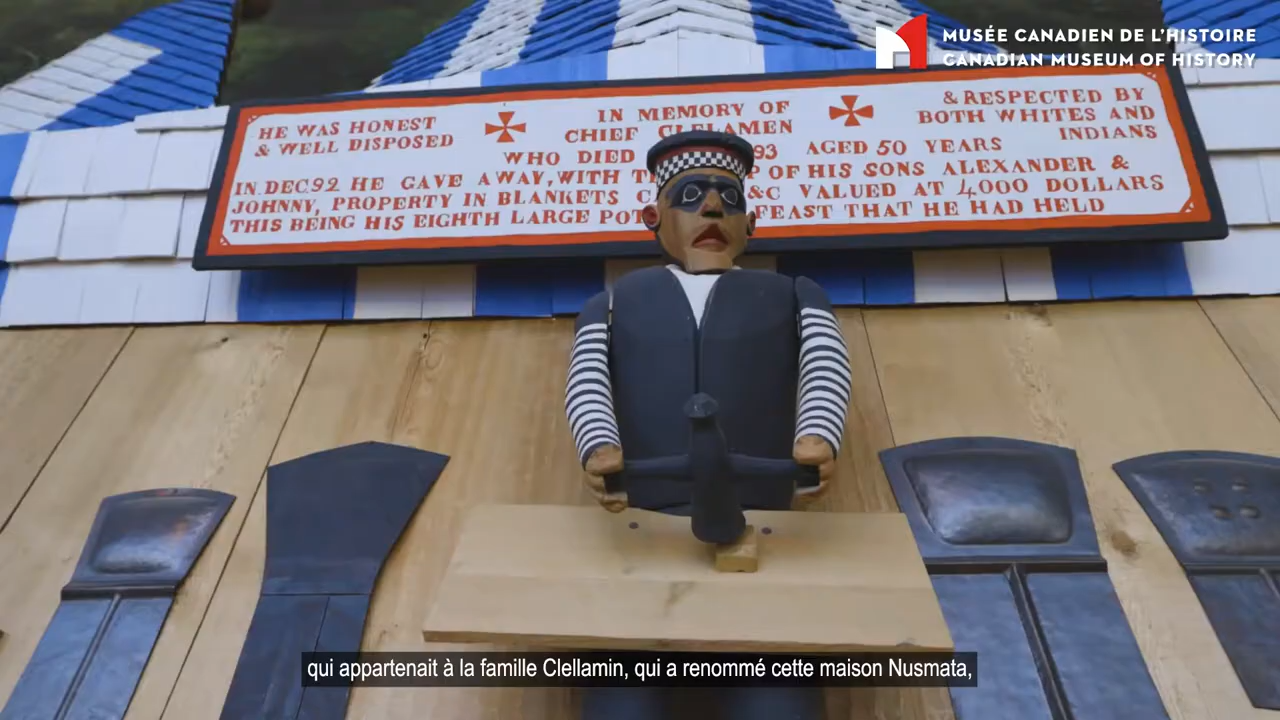 MUSÉE CANADIEN DE L'HISTOIRE
CANADIAN MUSEUM OF HISTORY
HE WAS HONEST
& WELL DISPOSED
IN MEMORY OF
CHIEF CLELAMEN
WHO DIED 93 AGED 50 YEARS
& RESPECTED BY
BOTH WHITES AND
INDIANS
IN DEC 92 HE GAVE AWAY, WITH OF HIS SONS ALEXANDER &
JOHNNY, PROPERTY IN BLANKETS &C VALUED AT 4000 DOLLARS
THIS BEING HIS EIGHTH LARGE FEAST THAT HE HAD HELD
qui appartenait à la famille Clellamin, qui a renommé cette maison Nusmata,